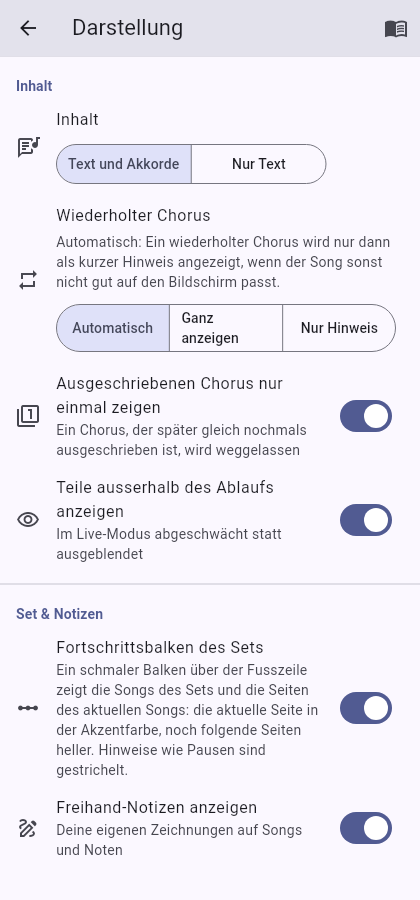 Darstellung
Inhalt
Inhalt
Text und Akkorde
Nur Text
Wiederholter Chorus
Automatisch: Ein wiederholter Chorus wird nur dann
als kurzer Hinweis angezeigt, wenn der Song sonst
nicht gut auf den Bildschirm passt.
Automatisch
Ganz
anzeigen
Nur Hinweis
Ausgeschriebenen Chorus nur
einmal zeigen
Ein Chorus, der später gleich nochmals
ausgeschrieben ist, wird weggelassen
Teile ausserhalb des Ablaufs
anzeigen
Im Live-Modus abgeschwächt statt
ausgeblendet
Set & Notizen
Fortschrittsbalken des Sets
Ein schmaler Balken über der Fusszeile
zeigt die Songs des Sets und die Seiten
des aktuellen Songs: die aktuelle Seite in
der Akzentfarbe, noch folgende Seiten
heller. Hinweise wie Pausen sind
gestrichelt.
Freihand-Notizen anzeigen
Deine eigenen Zeichnungen auf Songs
und Noten